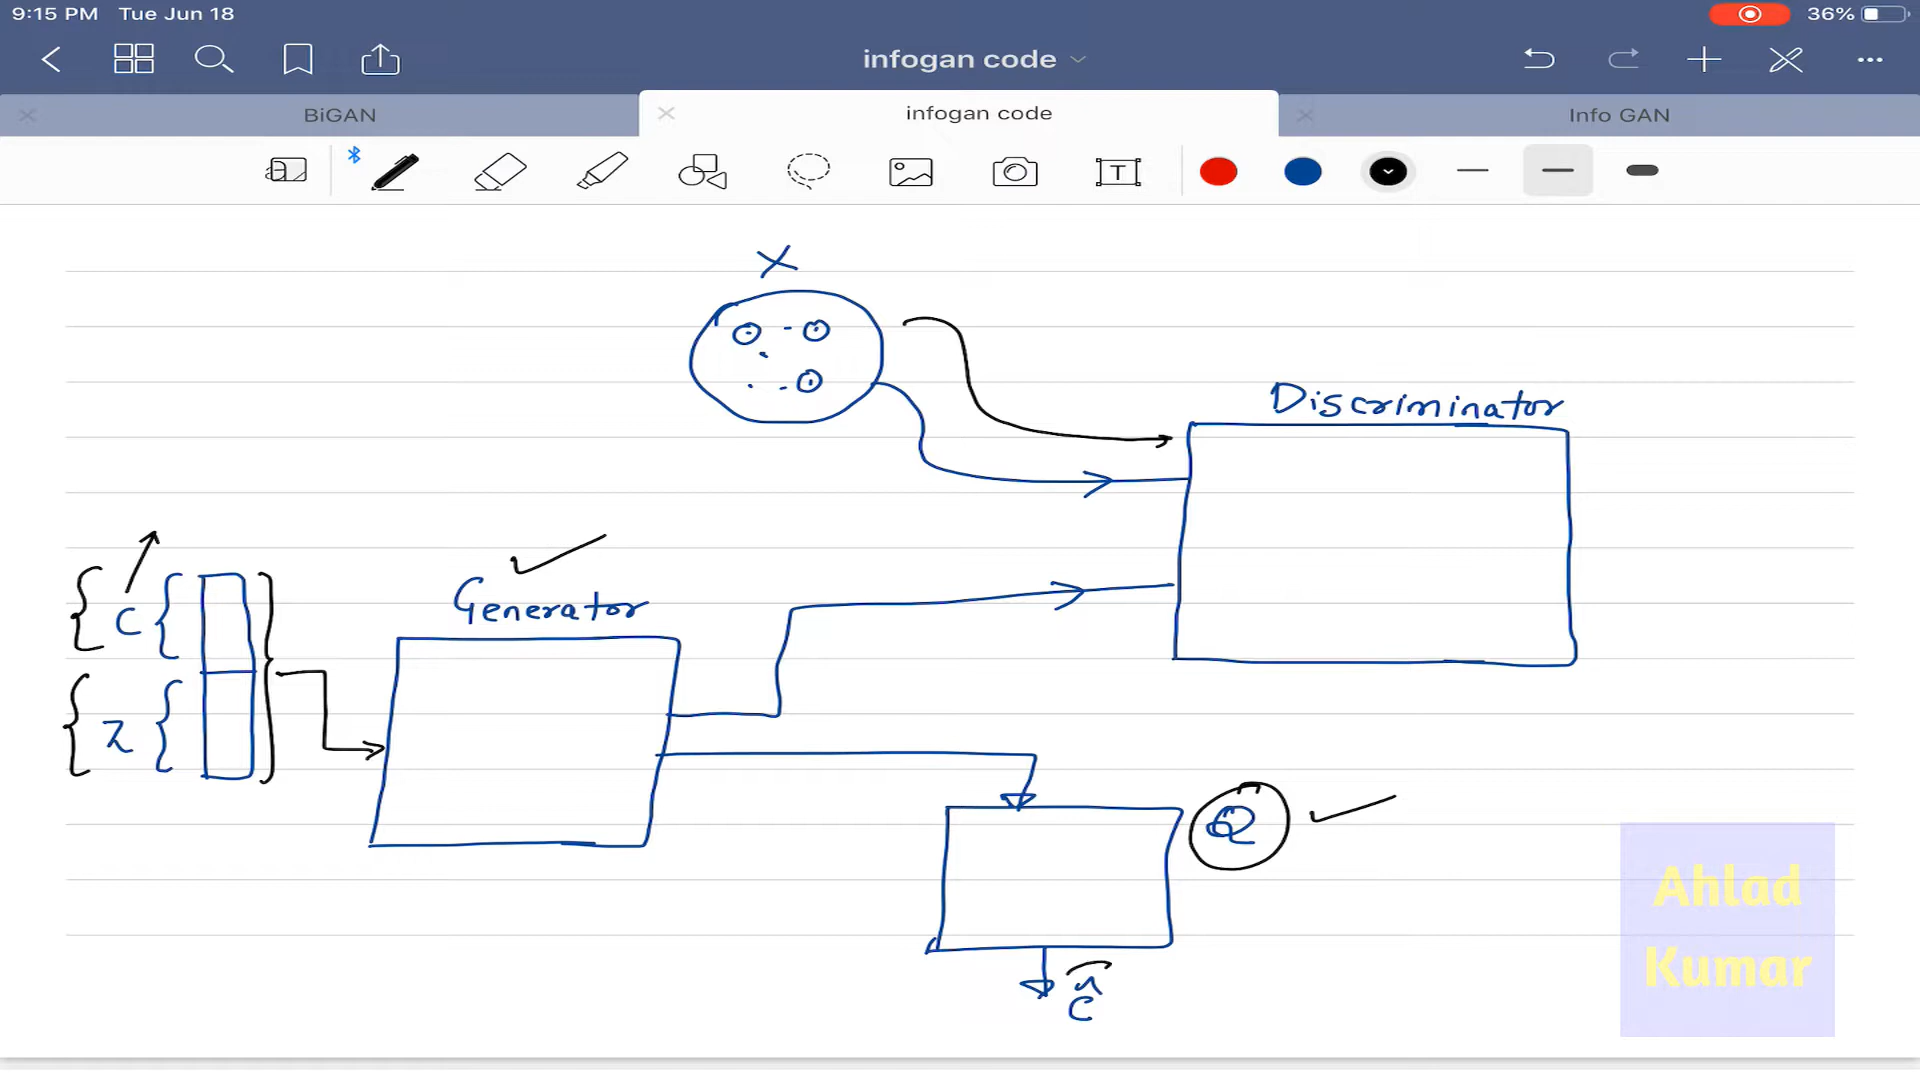 9:15 PM Tue Jun 18
36%
infogan code
BiGAN
infogan code
Info GAN
T
X
Discriminator
Generator
C
Z
Q
Ĉ
Ahlad
Kumar